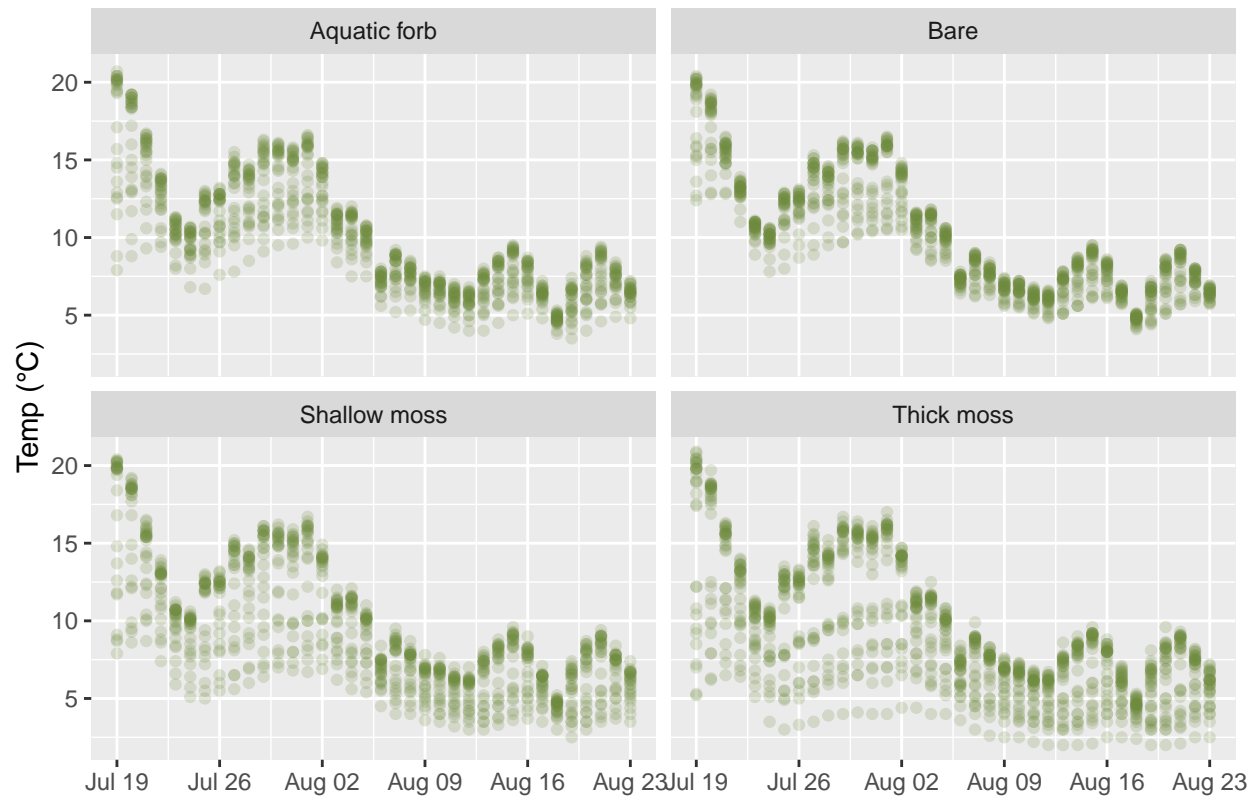 Aquatic forb
Bare
20
15
10
5
Temp (°C)
Shallow moss
Thick moss
20
15
10
5
Jul 19 Jul 26 Aug 02 Aug 09 Aug 16 Aug 23 Jul 19 Jul 26 Aug 02 Aug 09 Aug 16 Aug 23